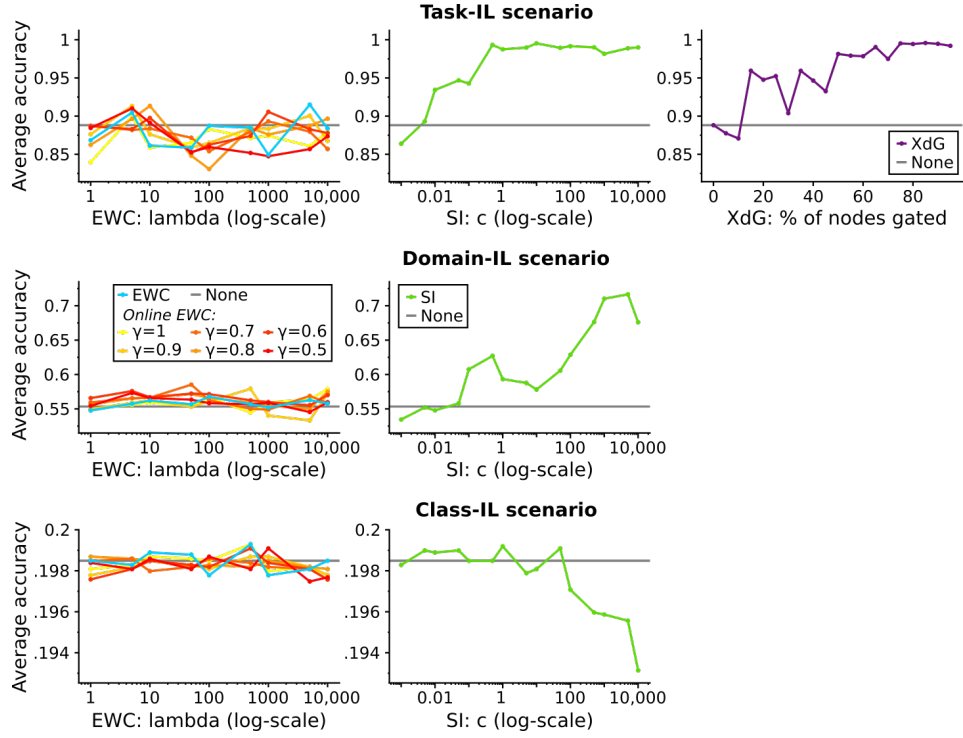 Task-IL scenario
Average accuracy
1
0.95
0.9
0.85
1 10 100 1000 10,000
EWC: lambda (log-scale)
1
0.95
0.9
0.85
0.01 1 100 10,000
SI: c (log-scale)
1
0.95
0.9
0.85
XdG
None
0 20 40 60 80
XdG: % of nodes gated
Domain-IL scenario
Average accuracy
0.7
0.65
0.6
0.55
EWC None
Online EWC:
γ=1 γ=0.7 γ=0.6
γ=0.9 γ=0.8 γ=0.5
1 10 100 1000 10,000
EWC: lambda (log-scale)
0.7
0.65
0.6
0.55
SI
None
0.01 1 100 10,000
SI: c (log-scale)
Class-IL scenario
Average accuracy
0.2
.198
.196
.194
1 10 100 1000 10,000
EWC: lambda (log-scale)
0.2
.198
.196
.194
0.01 1 100 10,000
SI: c (log-scale)